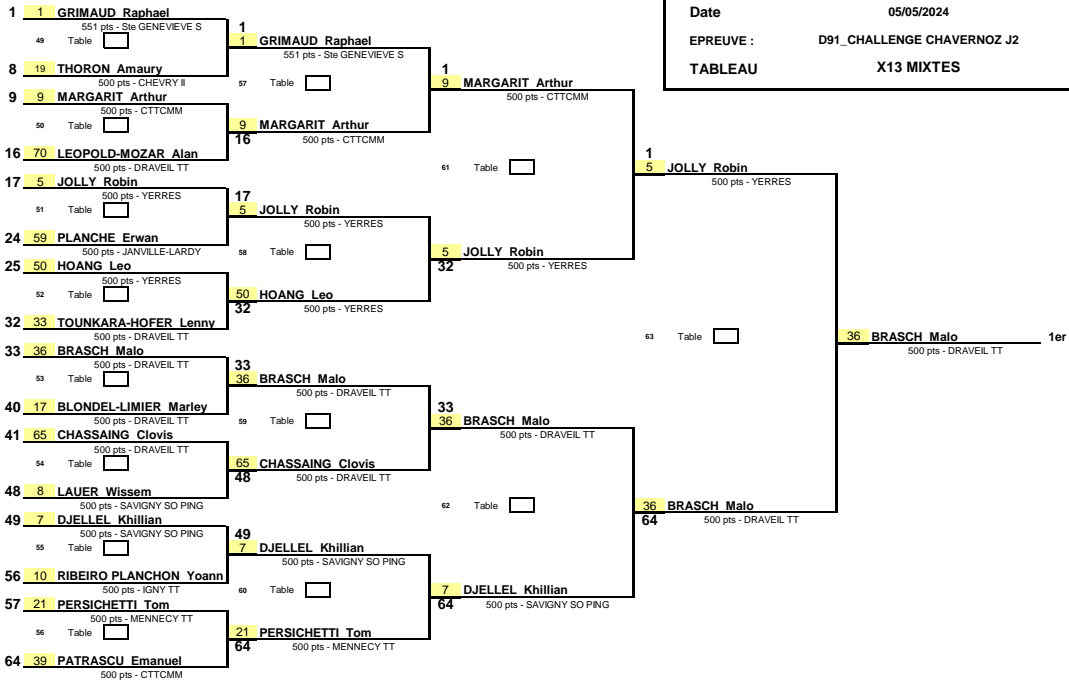 Date 05/05/2024
EPREUVE : D91_CHALLENGE CHAVERNOZ J2
TABLEAU X13 MIXTES
1 1 GRIMAUD Raphael
551 pts - Ste GENEVIEVE S
49 Table
8 19 THORON Amaury
500 pts - CHEVRY II
9 9 MARGARIT Arthur
500 pts - CTTCMM
50 Table
16 70 LEOPOLD-MOZAR Alan
500 pts - DRAVEIL TT
17 5 JOLLY Robin
500 pts - YERRES
51 Table
24 59 PLANCHE Erwan
500 pts - JANVILLE-LARDY
25 50 HOANG Leo
500 pts - YERRES
52 Table
32 33 TOUNKARA-HOFER Lenny
500 pts - DRAVEIL TT
33 36 BRASCH Malo
500 pts - DRAVEIL TT
53 Table
40 17 BLONDEL-LIMIER Marley
500 pts - DRAVEIL TT
41 65 CHASSAING Clovis
500 pts - DRAVEIL TT
54 Table
48 8 LAUER Wissem
500 pts - SAVIGNY SO PING
49 7 DJELLEL Khillian
500 pts - SAVIGNY SO PING
55 Table
56 10 RIBEIRO PLANCHON Yoann
500 pts - IGNY TT
57 21 PERSICHETTI Tom
500 pts - MENNECY TT
56 Table
64 39 PATRASCU Emanuel
500 pts - CTTCMM
1
1 GRIMAUD Raphael
551 pts - Ste GENEVIEVE S
57 Table
9 MARGARIT Arthur
16 500 pts - CTTCMM
17
5 JOLLY Robin
500 pts - YERRES
58 Table
50 HOANG Leo
32 500 pts - YERRES
33
36 BRASCH Malo
500 pts - DRAVEIL TT
59 Table
65 CHASSAING Clovis
48 500 pts - DRAVEIL TT
49
7 DJELLEL Khillian
500 pts - SAVIGNY SO PING
60 Table
21 PERSICHETTI Tom
64 500 pts - MENNECY TT
1
9 MARGARIT Arthur
500 pts - CTTCMM
61 Table
5 JOLLY Robin
32 500 pts - YERRES
33
36 BRASCH Malo
500 pts - DRAVEIL TT
62 Table
7 DJELLEL Khillian
64 500 pts - SAVIGNY SO PING
1
5 JOLLY Robin
500 pts - YERRES
63 Table
36 BRASCH Malo
64 500 pts - DRAVEIL TT
36 BRASCH Malo 1er
500 pts - DRAVEIL TT